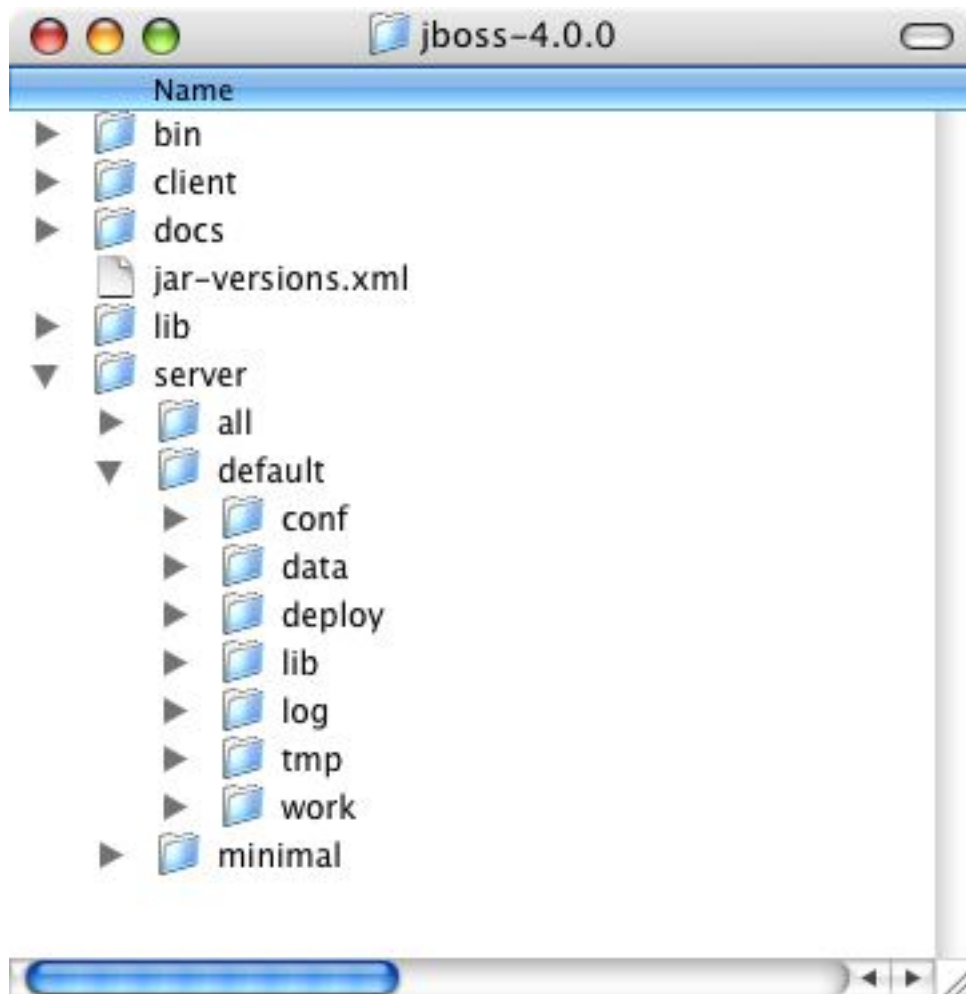 jboss-4.0.0
Name
bin
client
docs
jar-versions.xml
lib
server
all
default
conf
data
deploy
lib
log
tmp
work
minimal